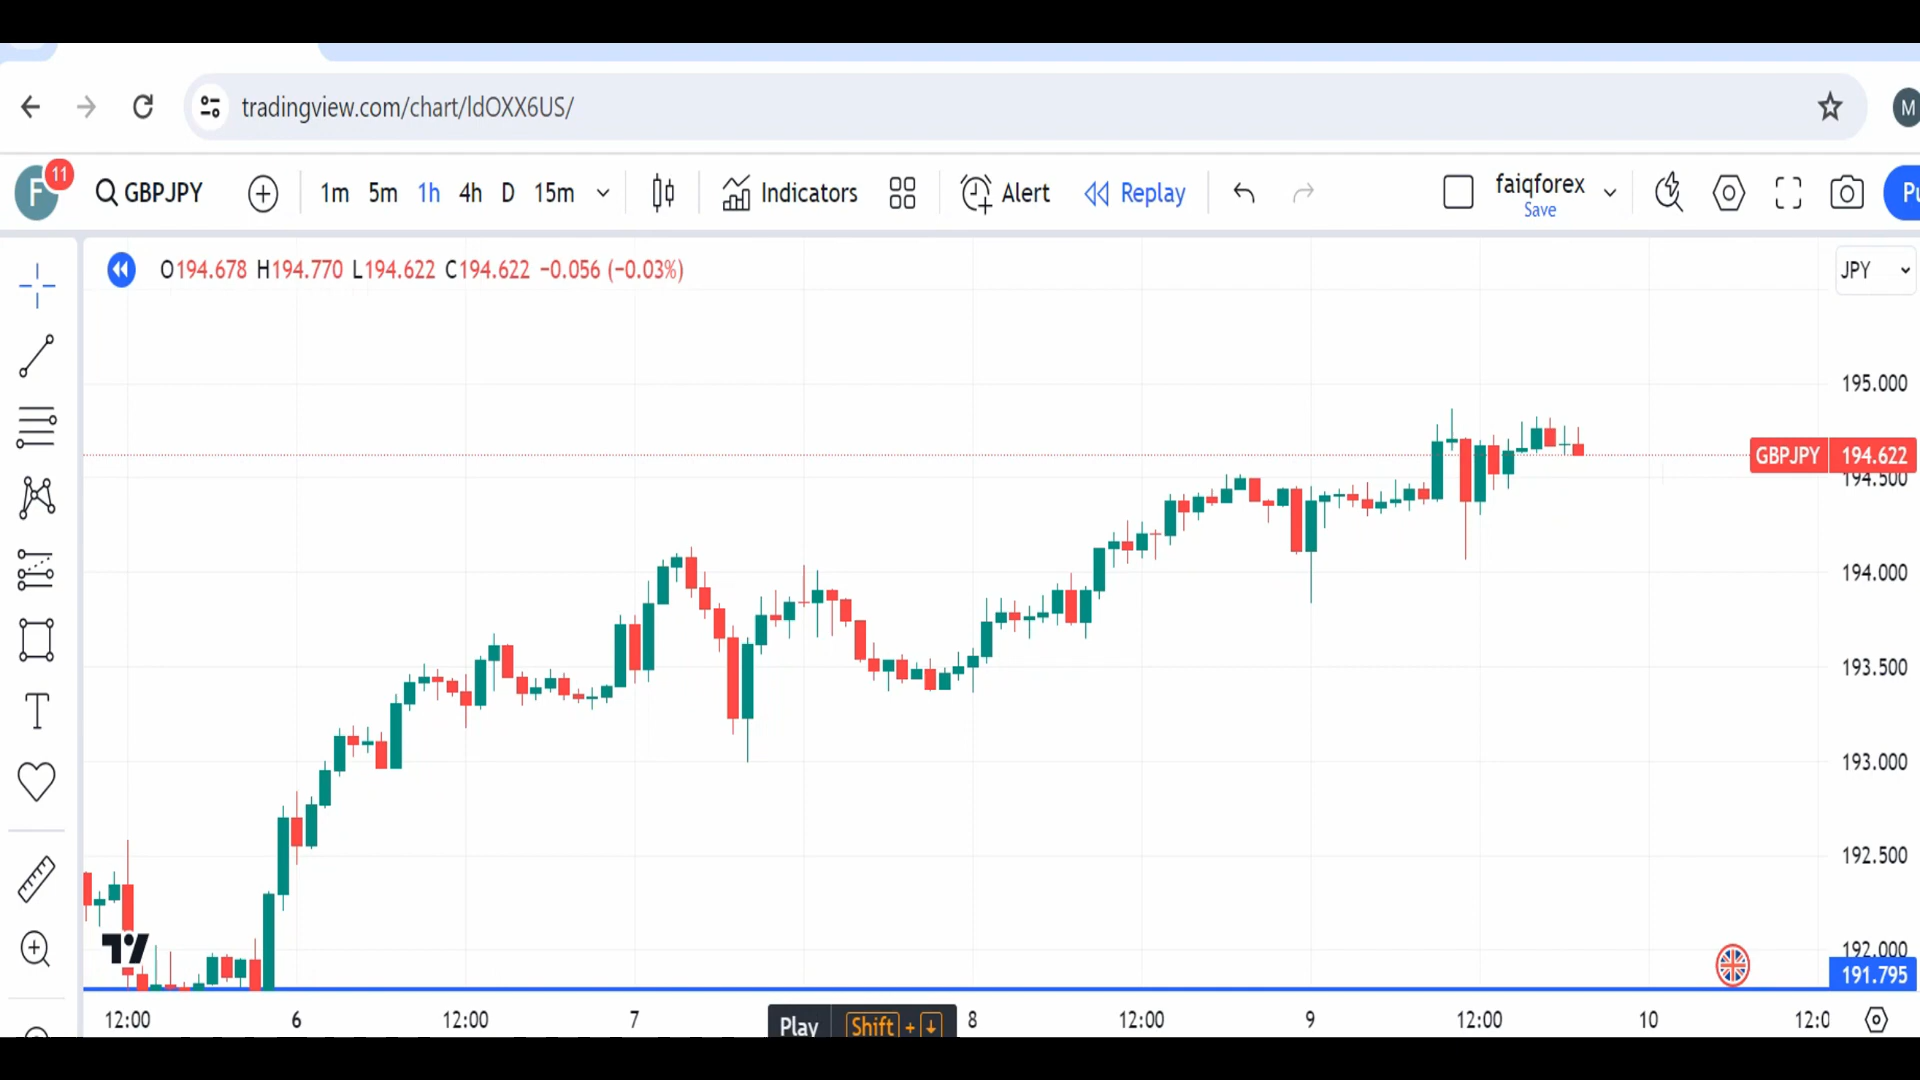 tradingview.com/chart/ldOXX6US/
M
F 11 GBPJPY 1m 5m 1h 4h D 15m Indicators Alert Replay faiqforex Save
O194.678 H194.770 L194.622 C194.622 −0.056 (−0.03%)
JPY
195.000
GBPJPY 194.622
194.500
194.000
193.500
193.000
192.500
192.000
191.795
12:00 6 12:00 7 8 12:00 9 12:00 10
Play Shift + ↓